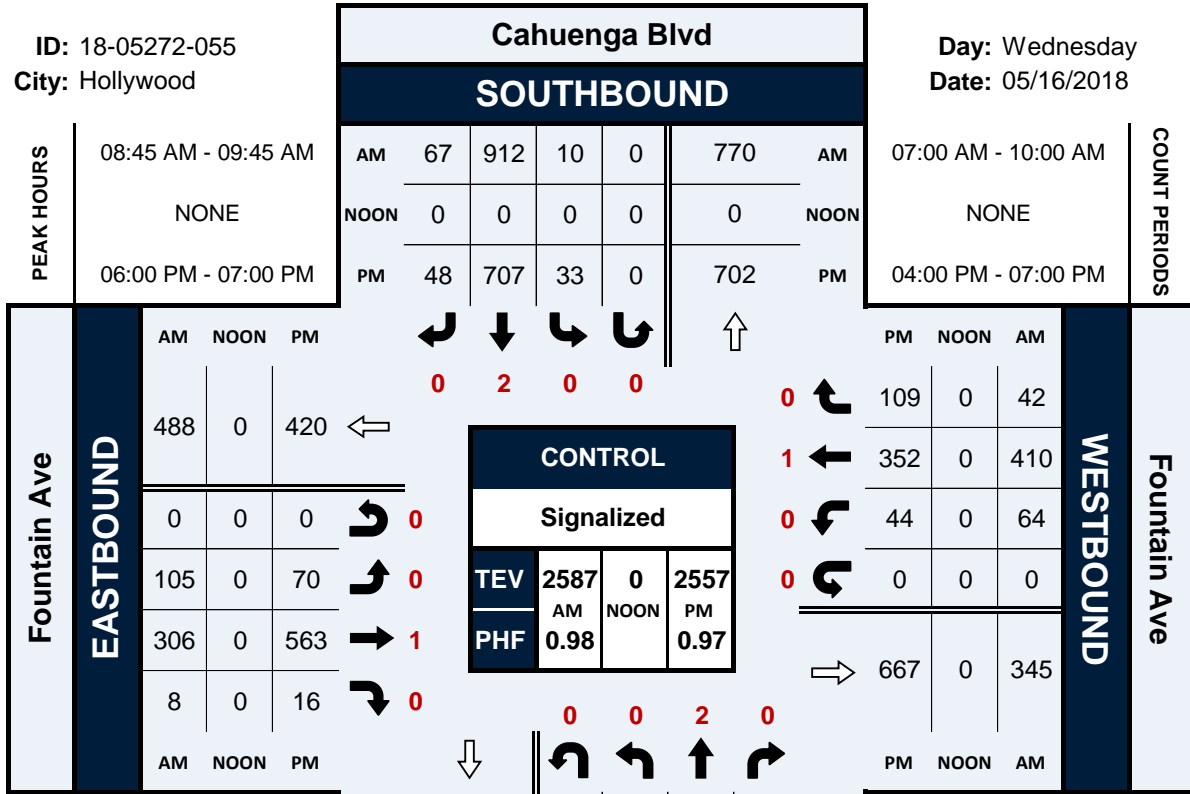 ID: 18-05272-055
City: Hollywood
Cahuenga Blvd
SOUTHBOUND
Day: Wednesday
Date: 05/16/2018
PEAK HOURS
08:45 AM - 09:45 AM
NONE
06:00 PM - 07:00 PM
AM 67 912 10 0 770 AM
NOON 0 0 0 0 0 NOON
PM 48 707 33 0 702 PM
07:00 AM - 10:00 AM
NONE
04:00 PM - 07:00 PM
COUNT PERIODS
0 2 0 0
Fountain Ave
EASTBOUND
AM NOON PM
488 0 420
0 0 0 0
105 0 70 0
306 0 563 1
8 0 16 0
AM NOON PM
CONTROL
Signalized
TEV 2587 0 2557
AM NOON PM
PHF 0.98 0.97
PM NOON AM
0 109 0 42
1 352 0 410
0 44 0 64
0 0 0 0
667 0 345
PM NOON AM
WESTBOUND
Fountain Ave
0 0 2 0